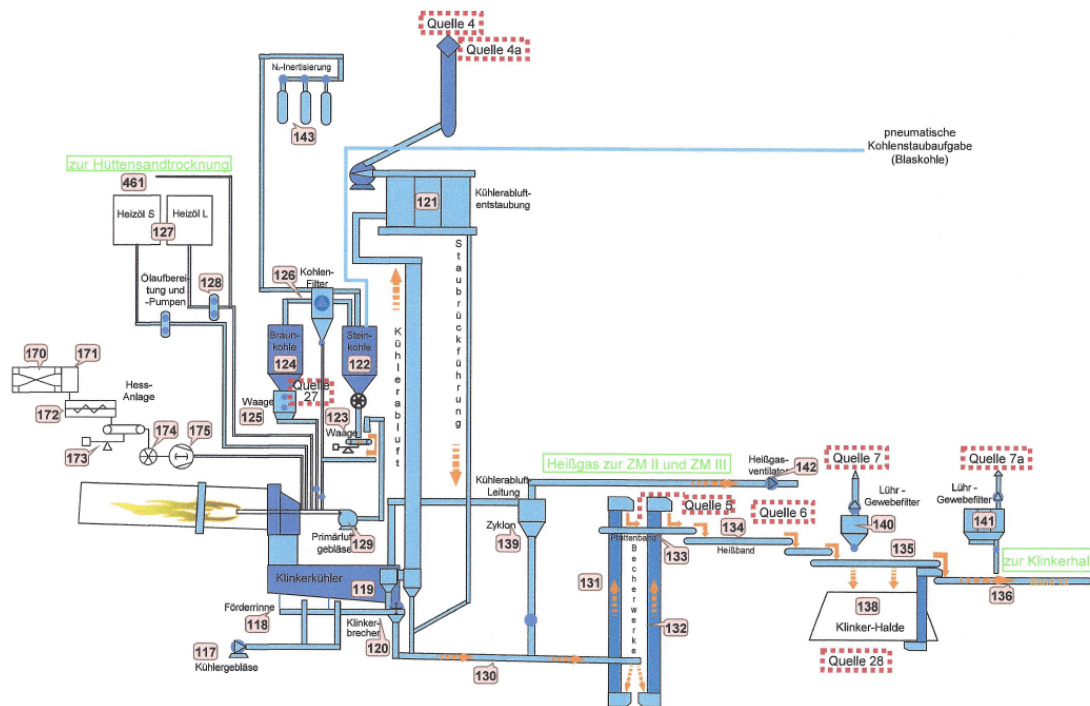 Quelle 4
Quelle 4a
N₂-Inertisierung
143
pneumatische
Kohlenstaubaufgabe
(Blaskohle)
zur Hüttensandtrocknung
461
Heizöl S
Heizöl L
127
121
Kühlerabluft-
entstaubung
Ölaufberei-
tung und
-Pumpen
128
126
Kohlen-
Filter
Staubrückführung
Kühlerabluft
Braun-
kohle
124
Stein-
kohle
122
170
171
Hess-
Anlage
172
173
174
175
Waage
125
Quelle
27
123
Waage
Primärluft
gebläse
129
Kühlerabluft
Leitung
Zyklon
139
Heißgas zur ZM II und ZM III
Heißgas-
ventilator
142
Quelle 7
Quelle 7a
Lühr -
Gewebefilter
140
Lühr -
Gewebefilter
141
Quelle 5
Quelle 6
Plattenband
133
134
Heißband
135
zur Klinkerhal
136
Klinkerkühler
119
131
Becherwerke
132
Förderrinne
118
Klinker-
brecher
120
117
Kühlergebläse
130
138
Klinker-Halde
Quelle 28